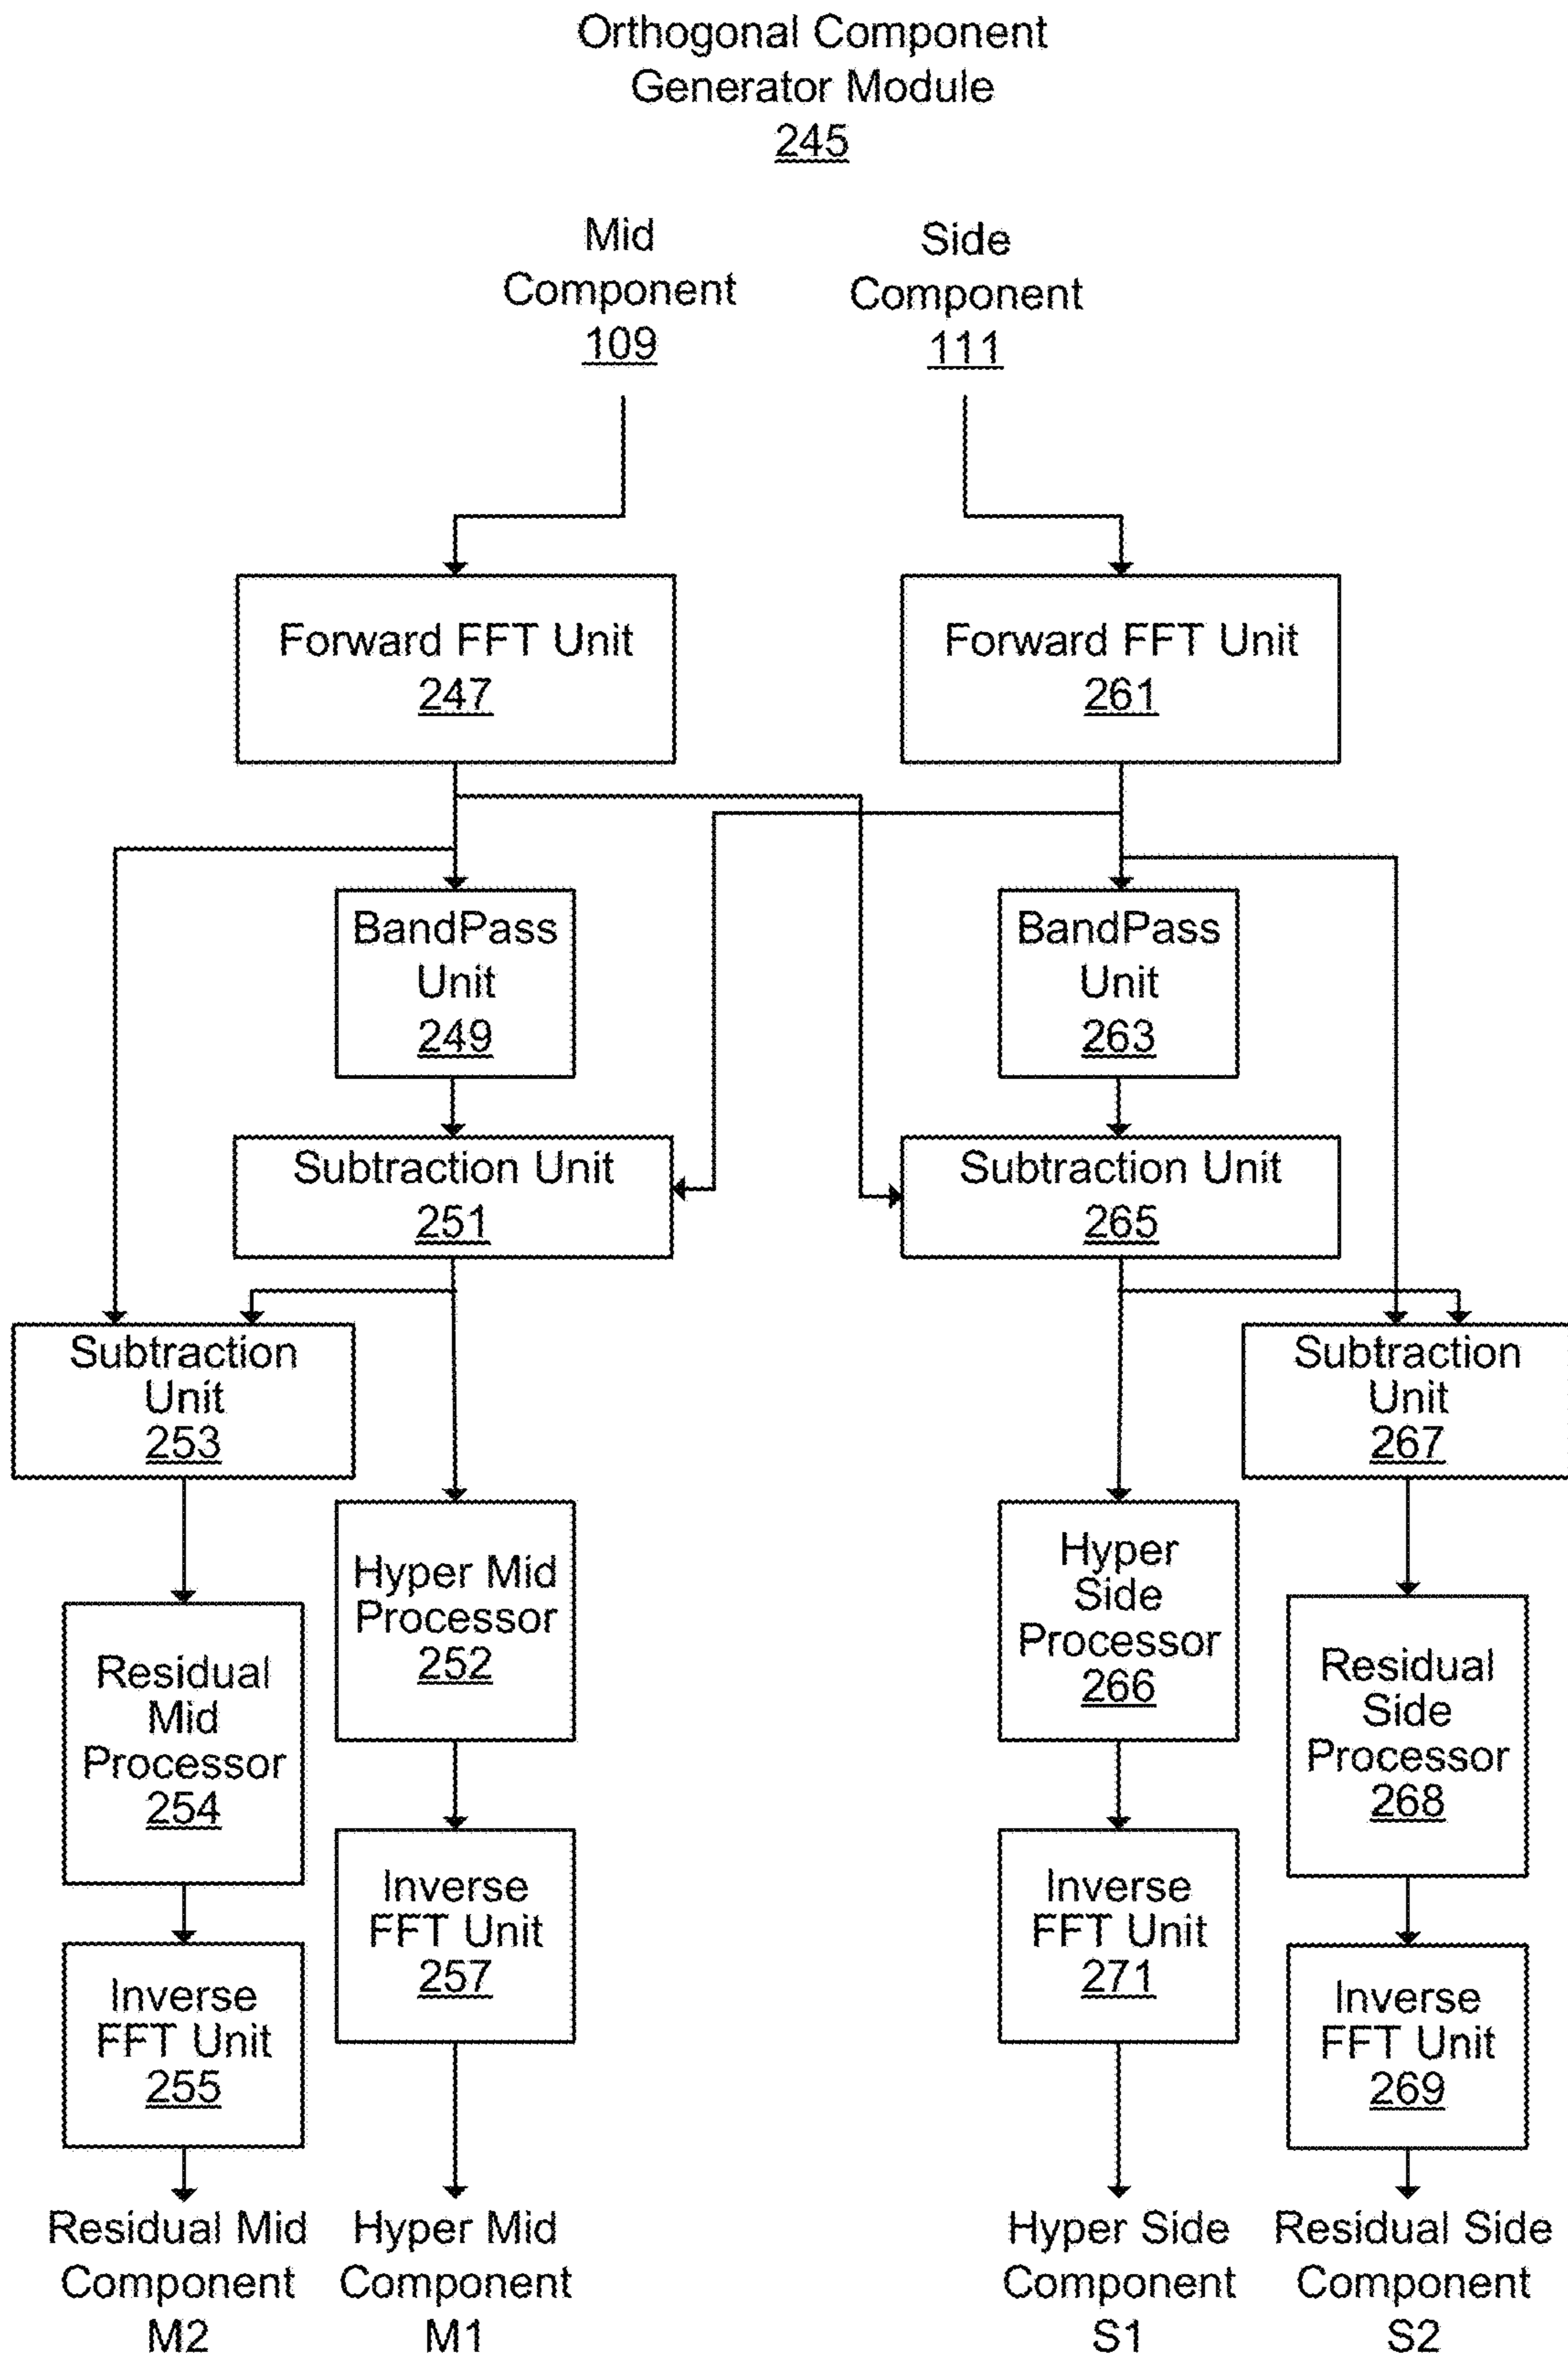 Orthogonal Component
Generator Module
245
Mid
Component
109
Side
Component
111
Forward FFT Unit
247
Forward FFT Unit
261
BandPass
Unit
249
BandPass
Unit
263
Subtraction Unit
251
Subtraction Unit
265
Subtraction
Unit
253
Subtraction
Unit
267
Hyper Mid
Processor
252
Hyper
Side
Processor
266
Residual
Mid
Processor
254
Residual
Side
Processor
268
Inverse
FFT Unit
257
Inverse
FFT Unit
271
Inverse
FFT Unit
255
Inverse
FFT Unit
269
Residual Mid
Component
M2
Hyper Mid
Component
M1
Hyper Side
Component
S1
Residual Side
Component
S2